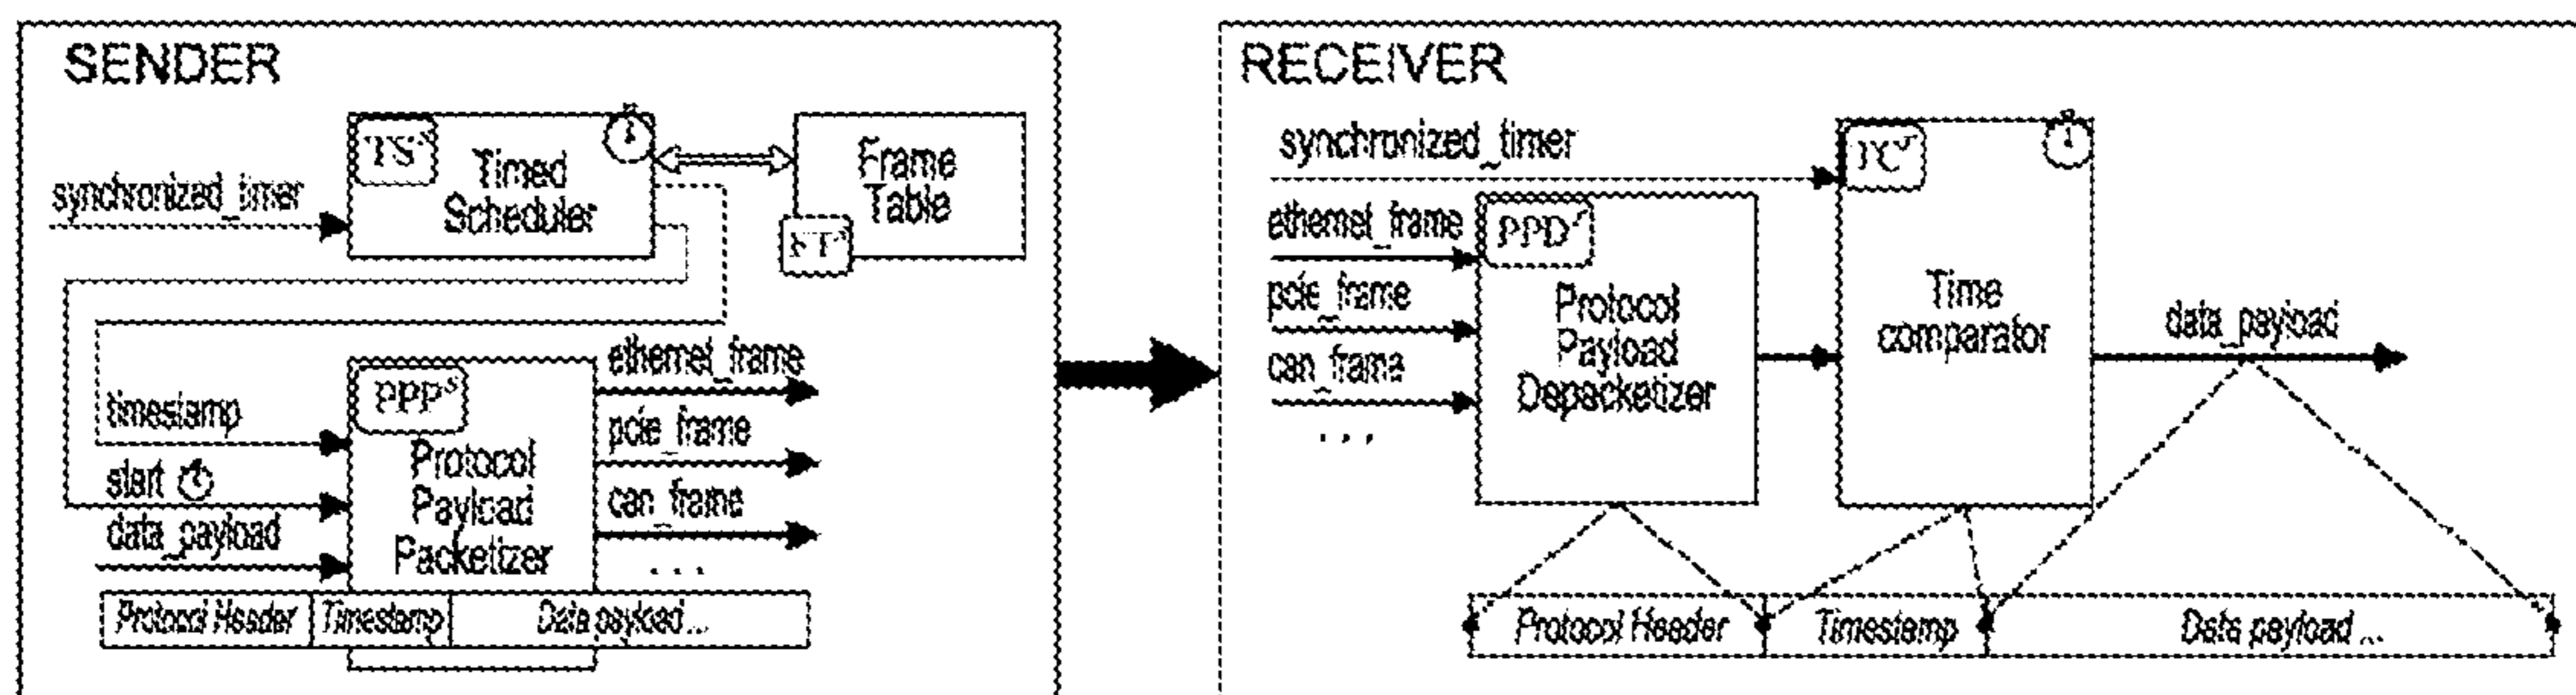 SENDER
TS^s
Timed
Scheduler
Frame
Table
FT^s
synchronized_timer
timestamp
start
data_payload
PPP^s
Protocol
Payload
Packetizer
ethernet_frame
pcie_frame
can_frame
...
Protocol Header
Timestamp
Data payload ...
RECEIVER
synchronized_timer
ethernet_frame
pcie_frame
can_frame
...
PPD^r
Protocol
Payload
Depacketizer
TC^r
Time
comparator
data_payload
Protocol Header
Timestamp
Data payload ...